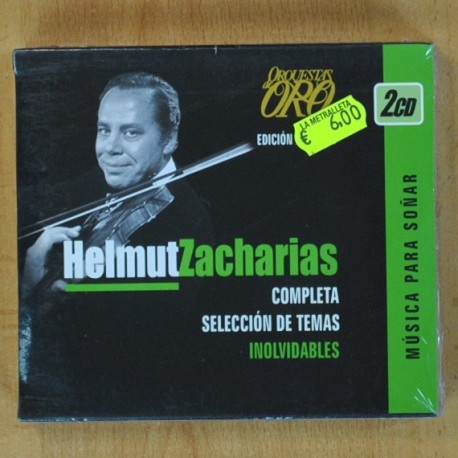 ORQUESTAS
de ORO
EDICIÓN
LA METRALLETA
€ 6,00
2CD
HelmutZacharias
COMPLETA
SELECCIÓN DE TEMAS
INOLVIDABLES
MÚSICA PARA SOÑAR